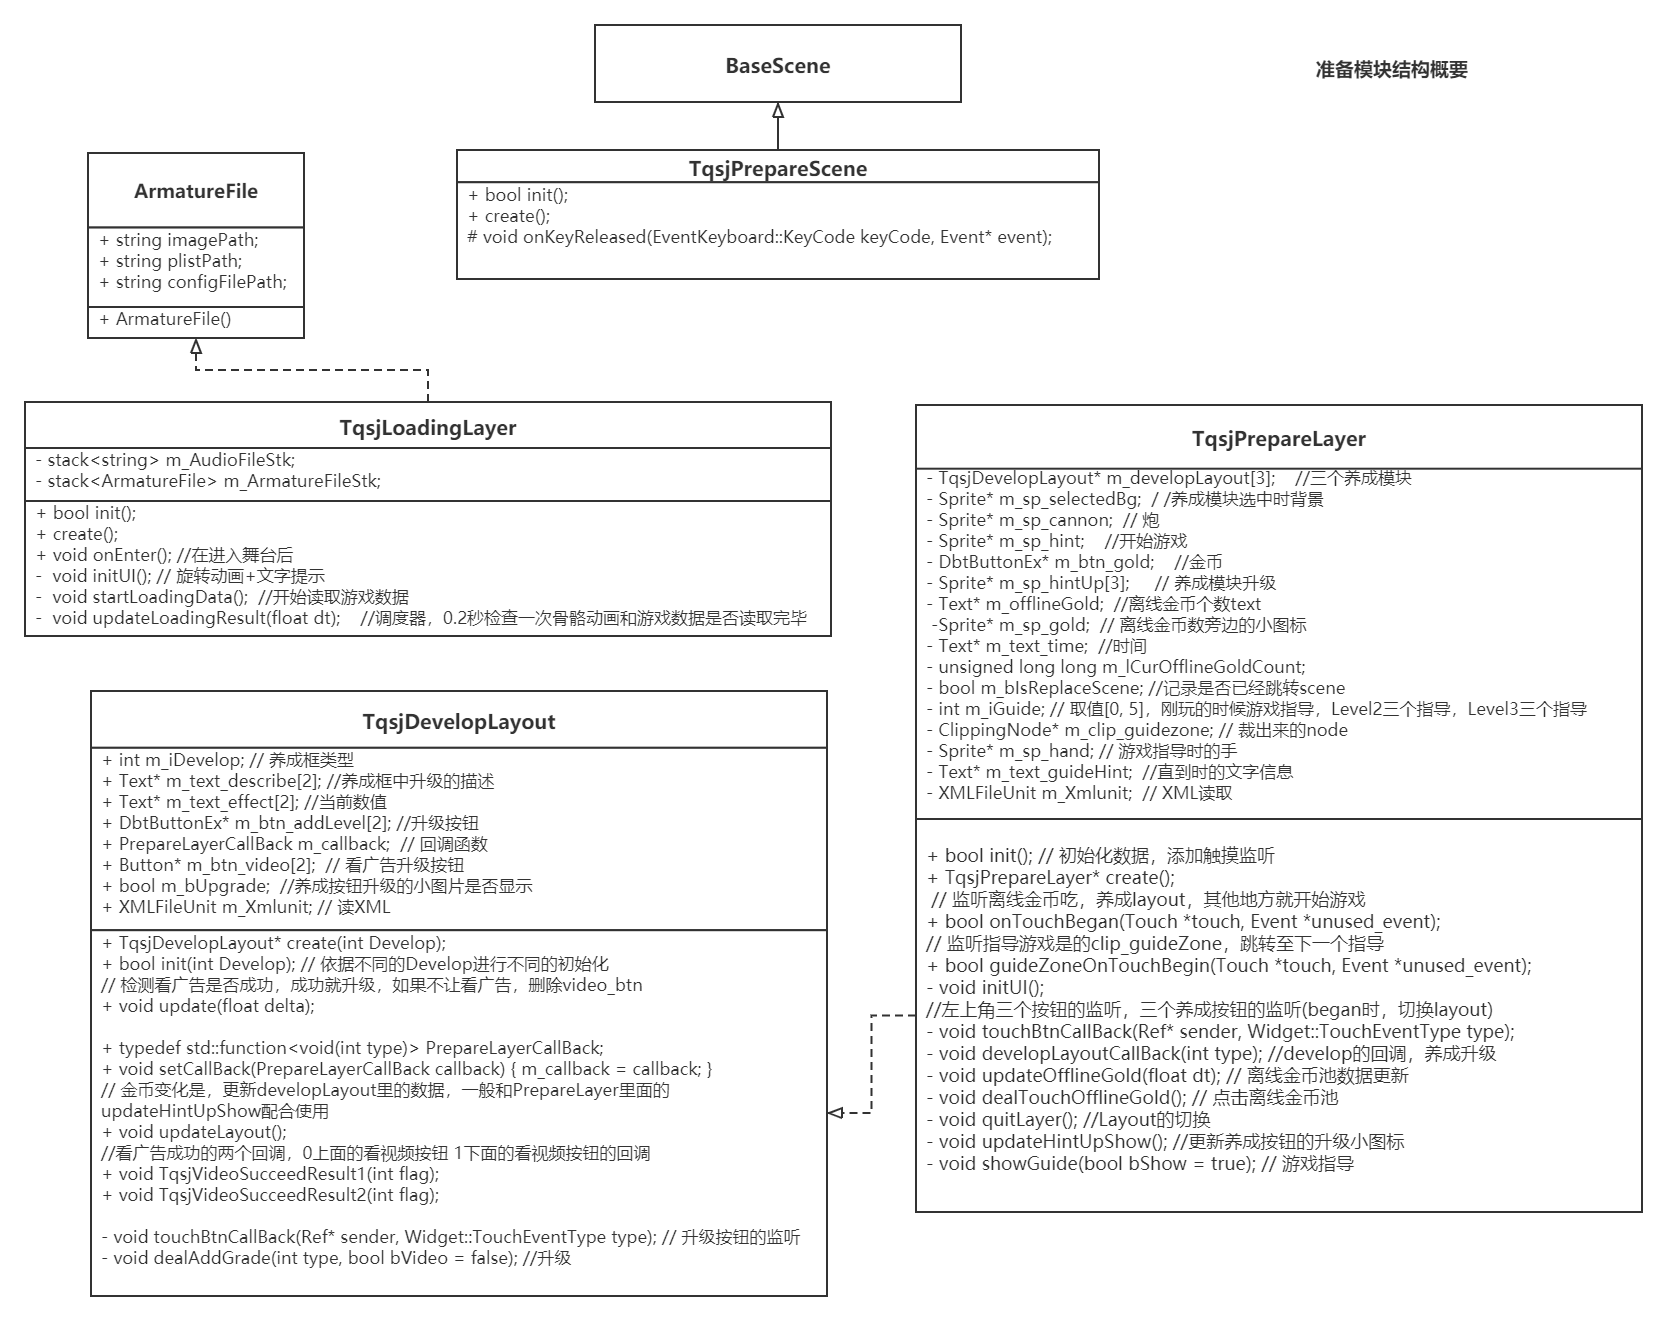 BaseScene
准备模块结构概要
TqsjPrepareScene
+ bool init();
+ create();
# void onKeyReleased(EventKeyboard::KeyCode keyCode, Event* event);
ArmatureFile
+ string imagePath;
+ string plistPath;
+ string configFilePath;
+ ArmatureFile()
TqsjLoadingLayer
- stack<string> m_AudioFileStk;
- stack<ArmatureFile> m_ArmatureFileStk;
+ bool init();
+ create();
+ void onEnter(); //在进入舞台后
- void initUI(); // 旋转动画+文字提示
- void startLoadingData(); //开始读取游戏数据
- void updateLoadingResult(float dt); //调度器，0.2秒检查一次骨骼动画和游戏数据是否读取完毕
TqsjPrepareLayer
- TqsjDevelopLayout* m_developLayout[3]; //三个养成模块
- Sprite* m_sp_selectedBg; / /养成模块选中时背景
- Sprite* m_sp_cannon; // 炮
- Sprite* m_sp_hint; //开始游戏
- DbtButtonEx* m_btn_gold; //金币
- Sprite* m_sp_hintUp[3]; // 养成模块升级
- Text* m_offlineGold; //离线金币个数text
-Sprite* m_sp_gold; // 离线金币数旁边的小图标
- Text* m_text_time; //时间
- unsigned long long m_lCurOfflineGoldCount;
- bool m_bIsReplaceScene; //记录是否已经跳转scene
- int m_iGuide; // 取值[0, 5]，刚玩的时候游戏指导，Level2三个指导，Level3三个指导
- ClippingNode* m_clip_guidezone; // 裁出来的node
- Sprite* m_sp_hand; // 游戏指导时的手
- Text* m_text_guideHint; //直到时的文字信息
- XMLFileUnit m_Xmlunit; // XML读取
+ bool init(); // 初始化数据，添加触摸监听
+ TqsjPrepareLayer* create();
// 监听离线金币吃，养成layout，其他地方就开始游戏
+ bool onTouchBegan(Touch *touch, Event *unused_event);
// 监听指导游戏是的clip_guideZone，跳转至下一个指导
+ bool guideZoneOnTouchBegin(Touch *touch, Event *unused_event);
- void initUI();
//左上角三个按钮的监听，三个养成按钮的监听(began时，切换layout)
- void touchBtnCallBack(Ref* sender, Widget::TouchEventType type);
- void developLayoutCallBack(int type); //develop的回调，养成升级
- void updateOfflineGold(float dt); // 离线金币池数据更新
- void dealTouchOfflineGold(); // 点击离线金币池
- void quitLayer(); //Layout的切换
- void updateHintUpShow(); //更新养成按钮的升级小图标
- void showGuide(bool bShow = true); // 游戏指导
TqsjDevelopLayout
+ int m_iDevelop; // 养成框类型
+ Text* m_text_describe[2]; //养成框中升级的描述
+ Text* m_text_effect[2]; //当前数值
+ DbtButtonEx* m_btn_addLevel[2]; //升级按钮
+ PrepareLayerCallBack m_callback; // 回调函数
+ Button* m_btn_video[2]; // 看广告升级按钮
+ bool m_bUpgrade; //养成按钮升级的小图片是否显示
+ XMLFileUnit m_Xmlunit; // 读XML
+ TqsjDevelopLayout* create(int Develop);
+ bool init(int Develop); // 依据不同的Develop进行不同的初始化
// 检测看广告是否成功，成功就升级，如果不让看广告，删除video_btn
+ void update(float delta);
+ typedef std::function<void(int type)> PrepareLayerCallBack;
+ void setCallBack(PrepareLayerCallBack callback) { m_callback = callback; }
// 金币变化是，更新developLayout里的数据，一般和PrepareLayer里面的
updateHintUpShow配合使用
+ void updateLayout();
//看广告成功的两个回调，0上面的看视频按钮 1下面的看视频按钮的回调
+ void TqsjVideoSucceedResult1(int flag);
+ void TqsjVideoSucceedResult2(int flag);
- void touchBtnCallBack(Ref* sender, Widget::TouchEventType type); // 升级按钮的监听
- void dealAddGrade(int type, bool bVideo = false); //升级